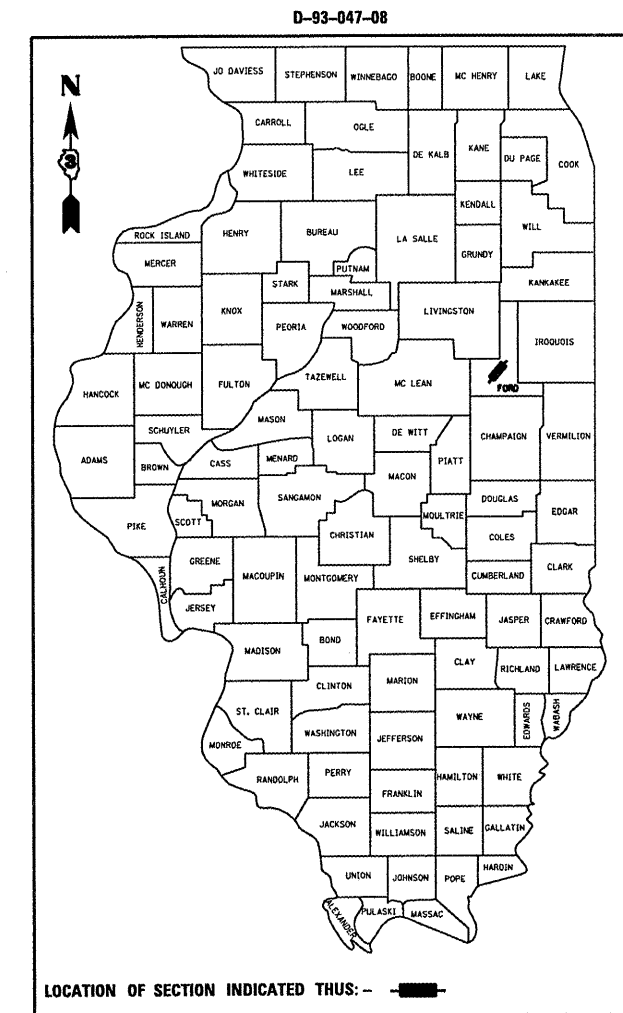 D-93-047-08
N
3
JO DAVIESS STEPHENSON WINNEBAGO BOONE MC HENRY LAKE
CARROLL OGLE DE KALB KANE DU PAGE COOK
WHITESIDE LEE
KENDALL
ROCK ISLAND HENRY BUREAU LA SALLE WILL
MERCER PUTNAM GRUNDY
STARK MARSHALL KANKAKEE
HENDERSON WARREN KNOX PEORIA WOODFORD LIVINGSTON IROQUOIS
HANCOCK MC DONOUGH FULTON TAZEWELL MC LEAN FORD
MASON
SCHUYLER LOGAN DE WITT CHAMPAIGN VERMILION
ADAMS BROWN CASS MENARD PIATT
MACON
MORGAN SANGAMON DOUGLAS
PIKE SCOTT CHRISTIAN MOULTRIE COLES EDGAR
GREENE SHELBY
CALHOUN MACOUPIN MONTGOMERY CUMBERLAND CLARK
JERSEY FAYETTE EFFINGHAM JASPER CRAWFORD
MADISON BOND
CLAY RICHLAND LAWRENCE
CLINTON MARION
ST. CLAIR WAYNE EDWARDS WABASH
MONROE WASHINGTON JEFFERSON
RANDOLPH PERRY HAMILTON WHITE
FRANKLIN
JACKSON WILLIAMSON SALINE GALLATIN
UNION JOHNSON POPE HARDIN
ALEXANDER PULASKI MASSAC
LOCATION OF SECTION INDICATED THUS: -